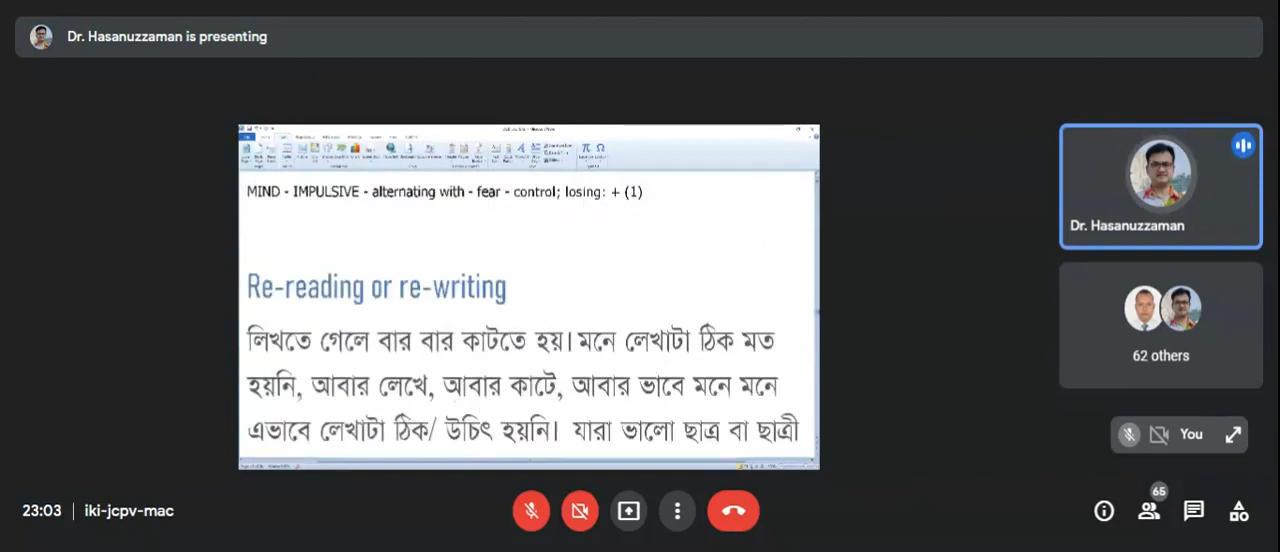 Dr. Hasanuzzaman is presenting
MIND - IMPULSIVE - alternating with - fear - control; losing: + (1)
Re-reading or re-writing
লিখতে গেলে বার বার কাটতে হয়। মনে লেখাটা ঠিক মত
হয়নি, আবার লেখে, আবার কাটে, আবার ভাবে মনে মনে
এভাবে লেখাটা ঠিক/ উচিৎ হয়নি। যারা ভালো ছাত্র বা ছাত্রী
Dr. Hasanuzzaman
62 others
You
23:03 | iki-jcpv-mac
65